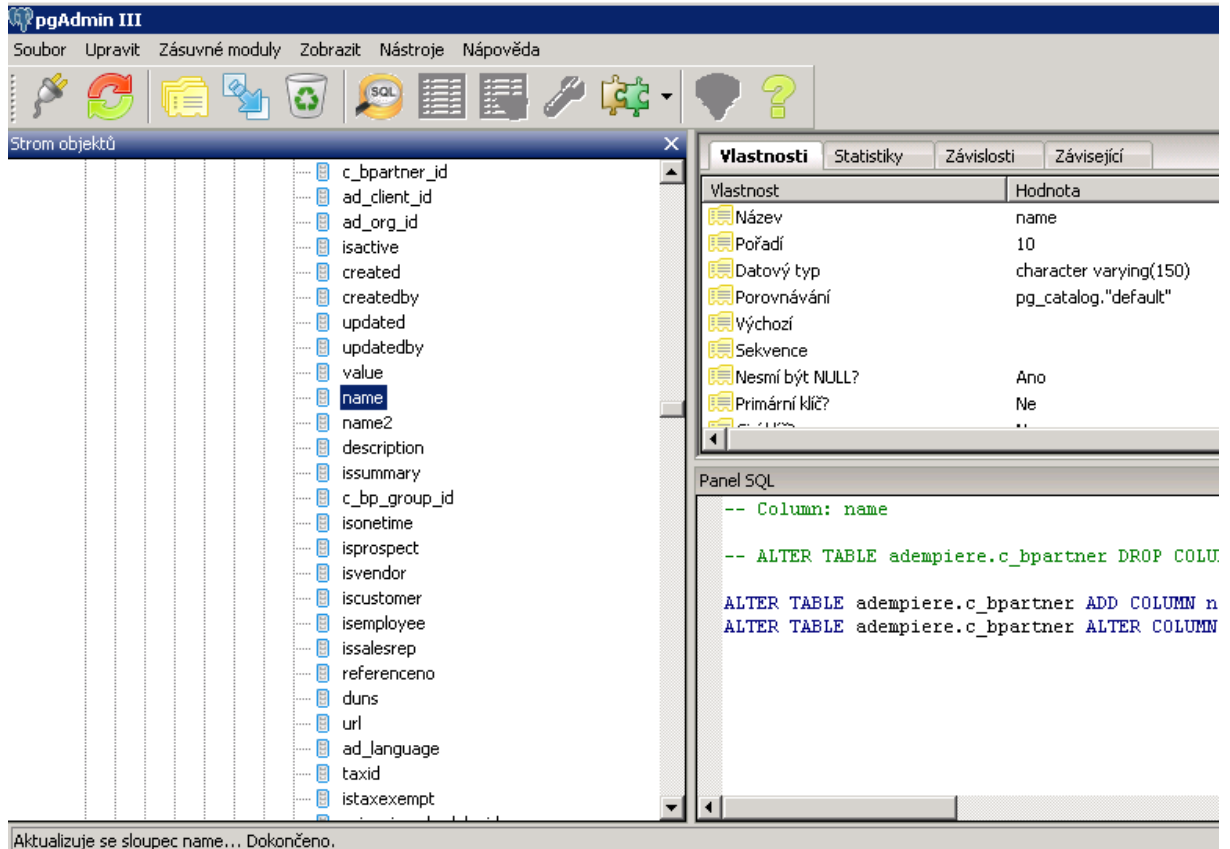 pgAdmin III
Soubor Upravit Zásuvné moduly Zobrazit Nástroje Nápověda
SQL
Strom objektů
c_bpartner_id
ad_client_id
ad_org_id
isactive
created
createdby
updated
updatedby
value
name
name2
description
issummary
c_bp_group_id
isonetime
isprospect
isvendor
iscustomer
isemployee
issalesrep
referenceno
duns
url
ad_language
taxid
istaxexempt
Vlastnosti Statistiky Závislosti Závisející
Vlastnost Hodnota
Název name
Pořadí 10
Datový typ character varying(150)
Porovnávání pg_catalog."default"
Výchozí
Sekvence
Nesmí být NULL? Ano
Primární klíč? Ne
Panel SQL
-- Column: name
-- ALTER TABLE adempiere.c_bpartner DROP COLU
ALTER TABLE adempiere.c_bpartner ADD COLUMN n
ALTER TABLE adempiere.c_bpartner ALTER COLUMN
Aktualizuje se sloupec name... Dokončeno.